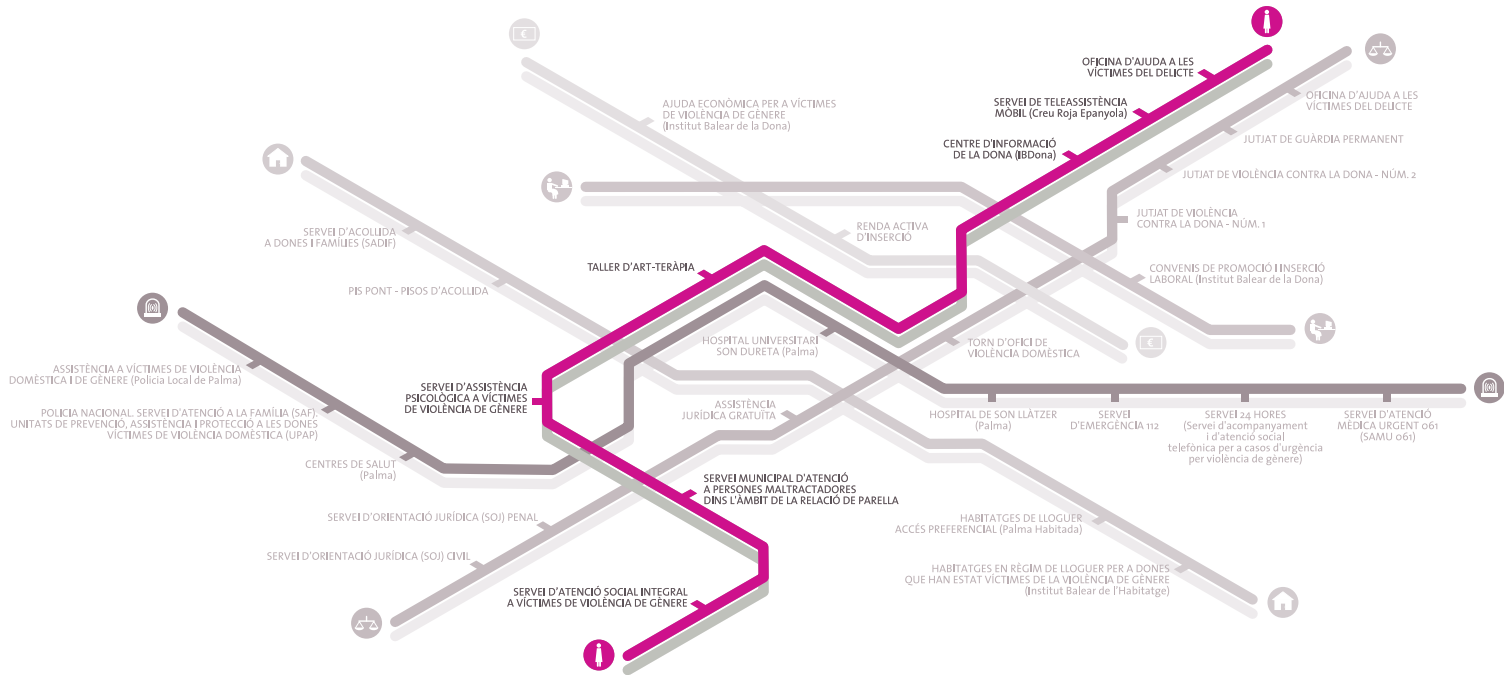 OFICINA D'AJUDA A LES
VÍCTIMES DEL DELICTE
SERVEI DE TELEASSISTÈNCIA
MÒBIL (Creu Roja Epanyola)
CENTRE D'INFORMACIÓ
DE LA DONA (IBDona)
OFICINA D'AJUDA A LES
VÍCTIMES DEL DELICTE
JUTJAT DE GUÀRDIA PERMANENT
JUTJAT DE VIOLÈNCIA CONTRA LA DONA - NÚM. 2
JUTJAT DE VIOLÈNCIA
CONTRA LA DONA - NÚM. 1
AJUDA ECONÒMICA PER A VÍCTIMES
DE VIOLÈNCIA DE GÈNERE
(Institut Balear de la Dona)
RENDA ACTIVA
D'INSERCIÓ
CONVENIS DE PROMOCIÓ I INSERCIÓ
LABORAL (Institut Balear de la Dona)
SERVEI D'ACOLLIDA
A DONES I FAMÍLIES (SADIF)
PIS PONT - PISOS D'ACOLLIDA
TALLER D'ART-TERÀPIA
HOSPITAL UNIVERSITARI
SON DURETA (Palma)
TORN D'OFICI DE
VIOLÈNCIA DOMÈSTICA
ASSISTÈNCIA A VÍCTIMES DE VIOLÈNCIA
DOMÈSTICA I DE GÈNERE (Policia Local de Palma)
POLICIA NACIONAL. SERVEI D'ATENCIÓ A LA FAMÍLIA (SAF).
UNITATS DE PREVENCIÓ, ASSISTÈNCIA I PROTECCIÓ A LES DONES
VÍCTIMES DE VIOLÈNCIA DOMÈSTICA (UPAP)
CENTRES DE SALUT
(Palma)
SERVEI D'ASSISTÈNCIA
PSICOLÒGICA A VÍCTIMES
DE VIOLÈNCIA DE GÈNERE
ASSISTÈNCIA
JURÍDICA GRATUÏTA
HOSPITAL DE SON LLÀTZER
(Palma)
SERVEI
D'EMERGÈNCIA 112
SERVEI 24 HORES
(Servei d'acompanyament
i d'atenció social
telefònica per a casos d'urgència
per violència de gènere)
SERVEI D'ATENCIÓ
MÈDICA URGENT 061
(SAMU 061)
SERVEI MUNICIPAL D'ATENCIÓ
A PERSONES MALTRACTADORES
DINS L'ÀMBIT DE LA RELACIÓ DE PARELLA
SERVEI D'ORIENTACIÓ JURÍDICA (SOJ) PENAL
SERVEI D'ORIENTACIÓ JURÍDICA (SOJ) CIVIL
HABITATGES DE LLOGUER
ACCÉS PREFERENCIAL (Palma Habitada)
HABITATGES EN RÈGIM DE LLOGUER PER A DONES
QUE HAN ESTAT VÍCTIMES DE LA VIOLÈNCIA DE GÈNERE
(Institut Balear de l'Habitatge)
SERVEI D'ATENCIÓ SOCIAL INTEGRAL
A VÍCTIMES DE VIOLÈNCIA DE GÈNERE